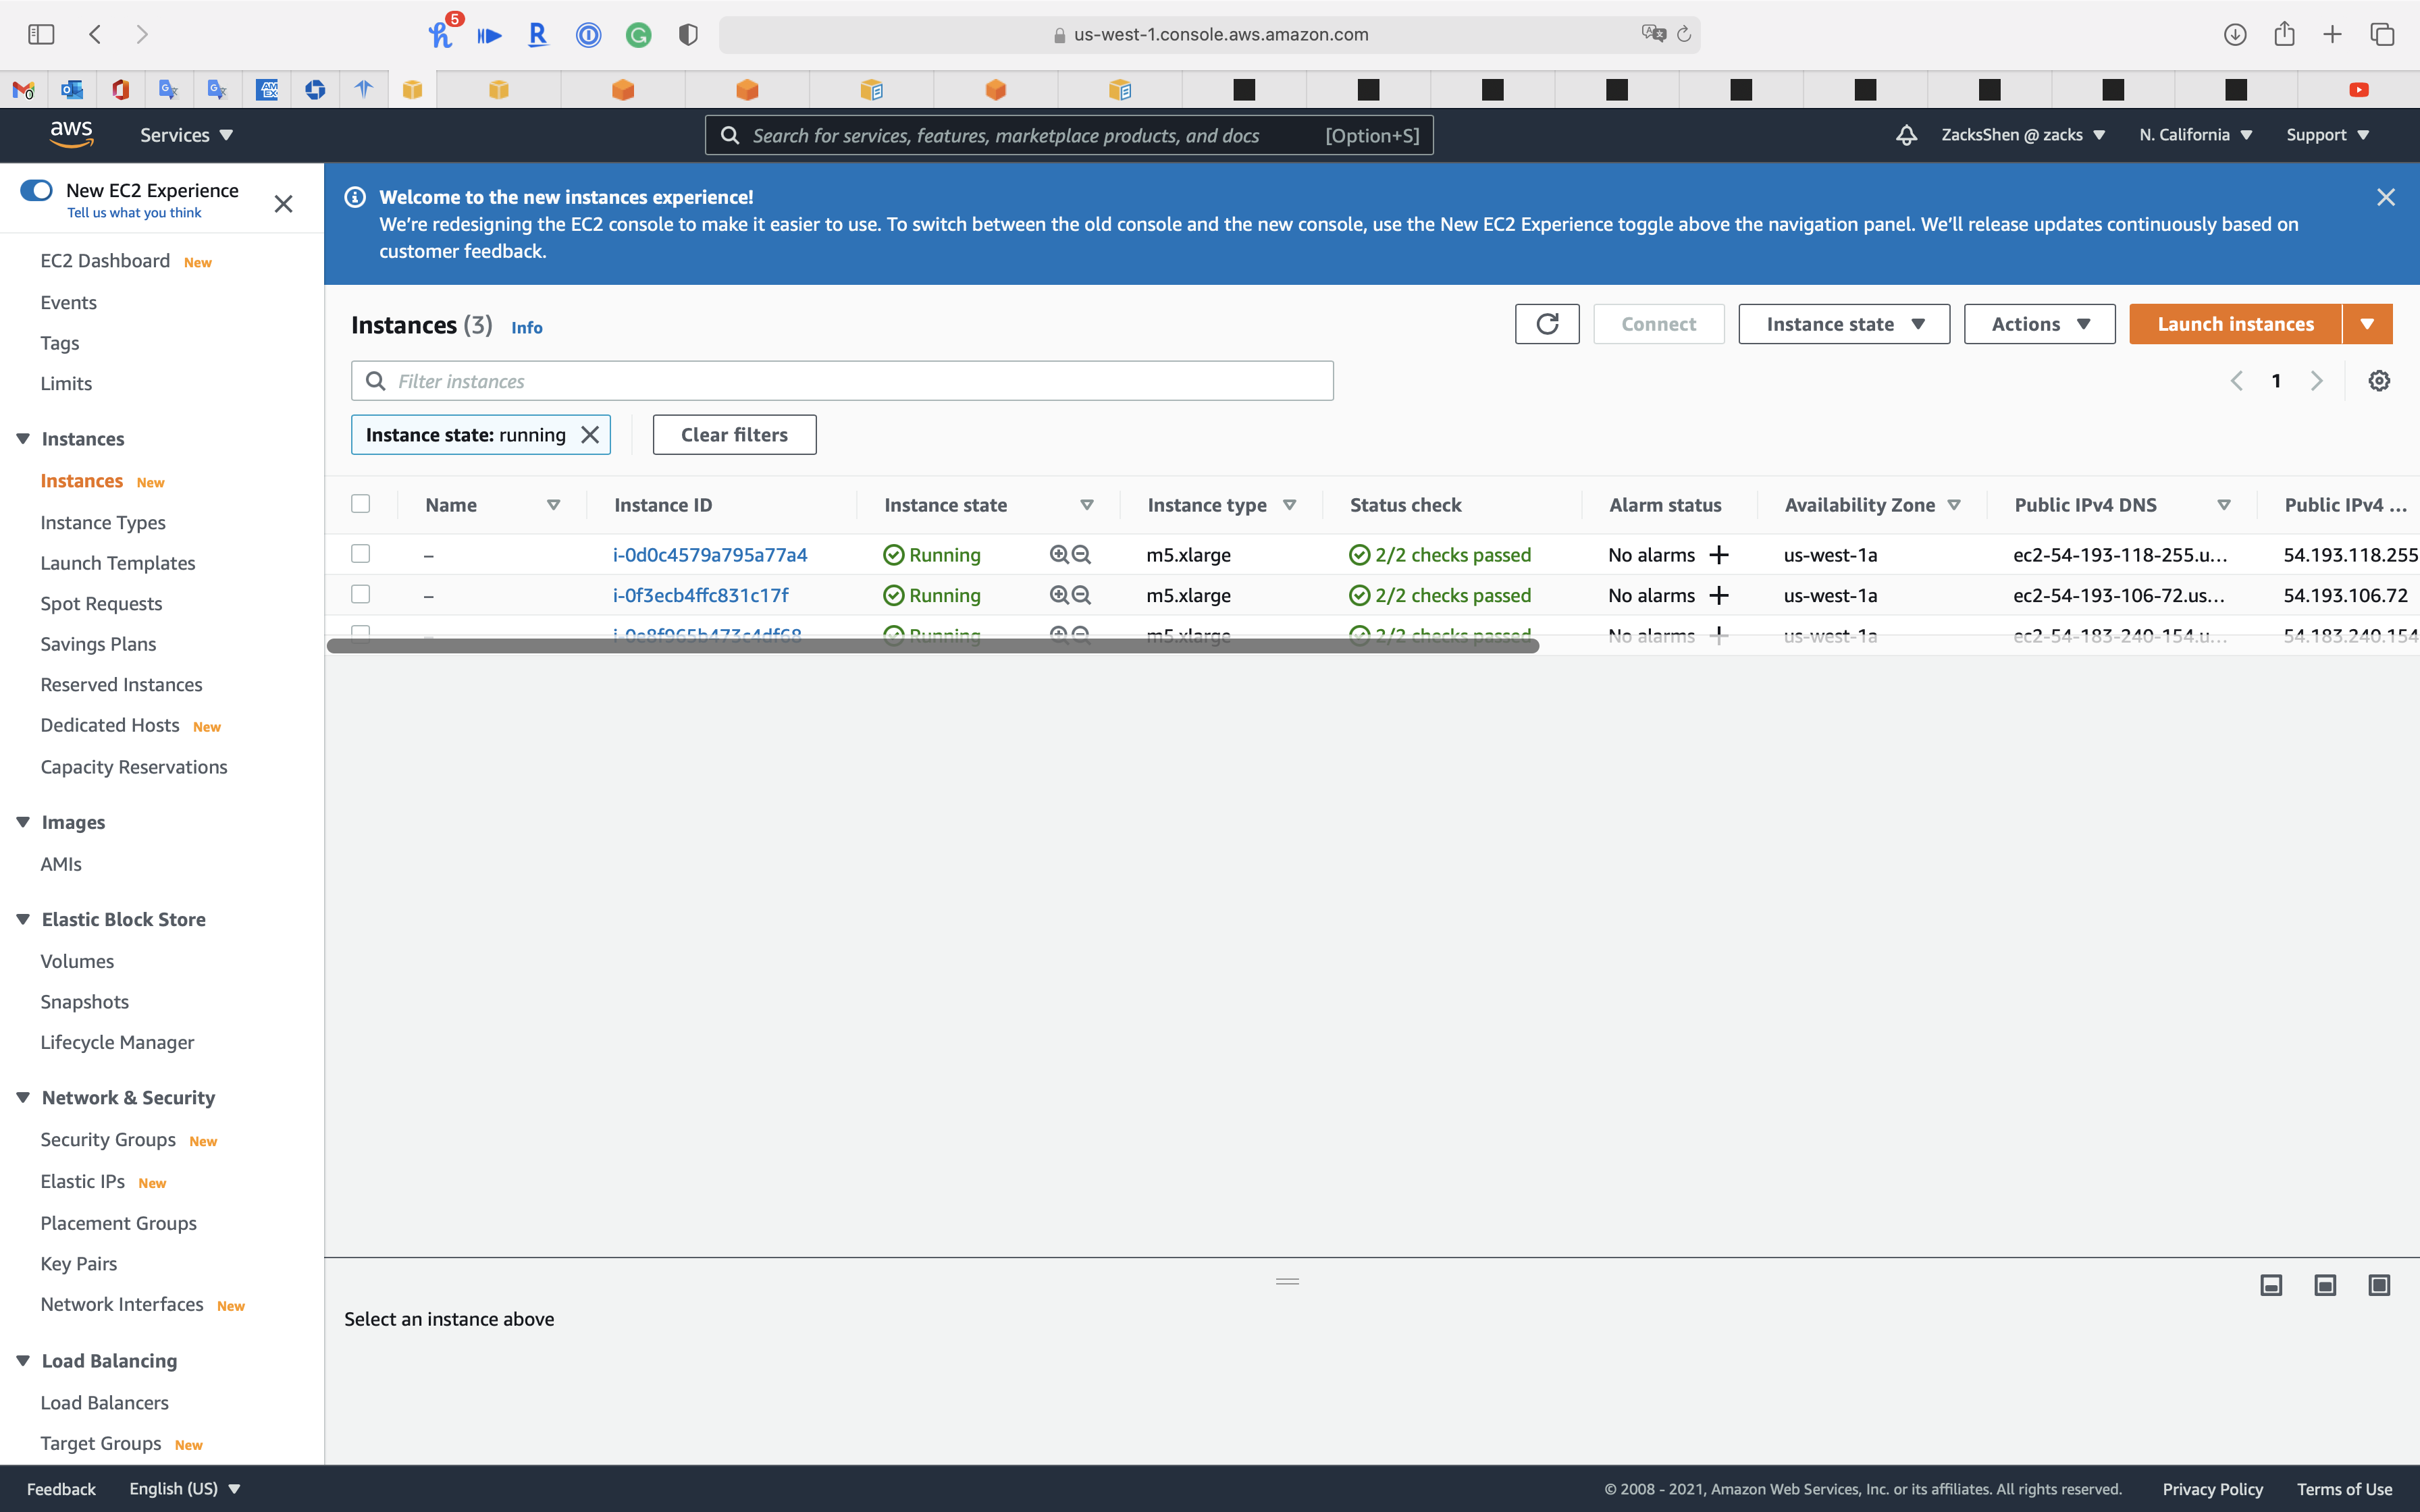 5
us-west-1.console.aws.amazon.com
0
AM EX
aws
Services
Search for services, features, marketplace products, and docs [Option+S]
ZacksShen @ zacks
N. California
Support
New EC2 Experience
Tell us what you think
EC2 Dashboard New
Events
Tags
Limits
Instances
Instances New
Instance Types
Launch Templates
Spot Requests
Savings Plans
Reserved Instances
Dedicated Hosts New
Capacity Reservations
Images
AMIs
Elastic Block Store
Volumes
Snapshots
Lifecycle Manager
Network & Security
Security Groups New
Elastic IPs New
Placement Groups
Key Pairs
Network Interfaces New
Load Balancing
Load Balancers
Target Groups New
Welcome to the new instances experience!
We're redesigning the EC2 console to make it easier to use. To switch between the old console and the new console, use the New EC2 Experience toggle above the navigation panel. We'll release updates continuously based on
customer feedback.
Instances (3) Info
Connect
Instance state
Actions
Launch instances
Filter instances
1
Instance state: running
Clear filters
Name Instance ID Instance state Instance type Status check Alarm status Availability Zone Public IPv4 DNS Public IPv4 ...
– i-0d0c4579a795a77a4 Running m5.xlarge 2/2 checks passed No alarms + us-west-1a ec2-54-193-118-255.u... 54.193.118.255
– i-0f3ecb4ffc831c17f Running m5.xlarge 2/2 checks passed No alarms + us-west-1a ec2-54-193-106-72.us... 54.193.106.72
– i-0e8f965b473c4df68 Running m5.xlarge 2/2 checks passed No alarms + us-west-1a ec2-54-183-240-154.u... 54.183.240.154
Select an instance above
Feedback
English (US)
© 2008 - 2021, Amazon Web Services, Inc. or its affiliates. All rights reserved.
Privacy Policy
Terms of Use